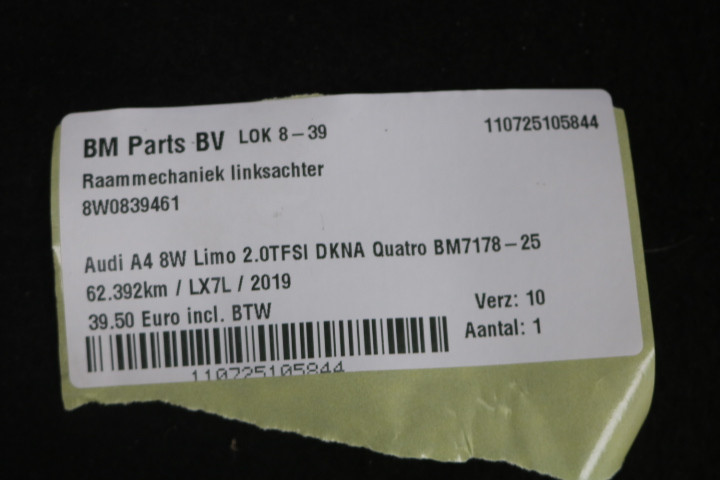 BM Parts BV LOK 8-39 110725105844
Raammechaniek linksachter
8W0839461
Audi A4 8W Limo 2.0TFSI DKNA Quatro BM7178-25
62.392km / LX7L / 2019
39.50 Euro incl. BTW
Verz: 10
Aantal: 1
110725105844